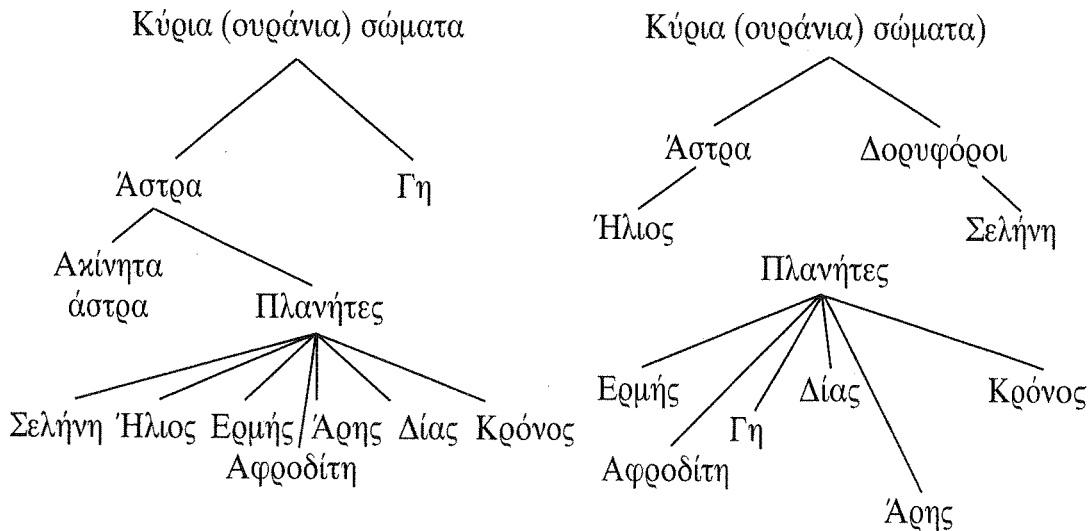 Κύρια (ουράνια) σώματα
Άστρα
Γη
Ακίνητα
άστρα
Πλανήτες
Σελήνη Ήλιος Ερμής Άρης Δίας Κρόνος
Αφροδίτη
Κύρια (ουράνια) σώματα)
Άστρα
Δορυφόροι
Ήλιος
Σελήνη
Πλανήτες
Ερμής
Δίας
Κρόνος
Γη
Αφροδίτη
Άρης